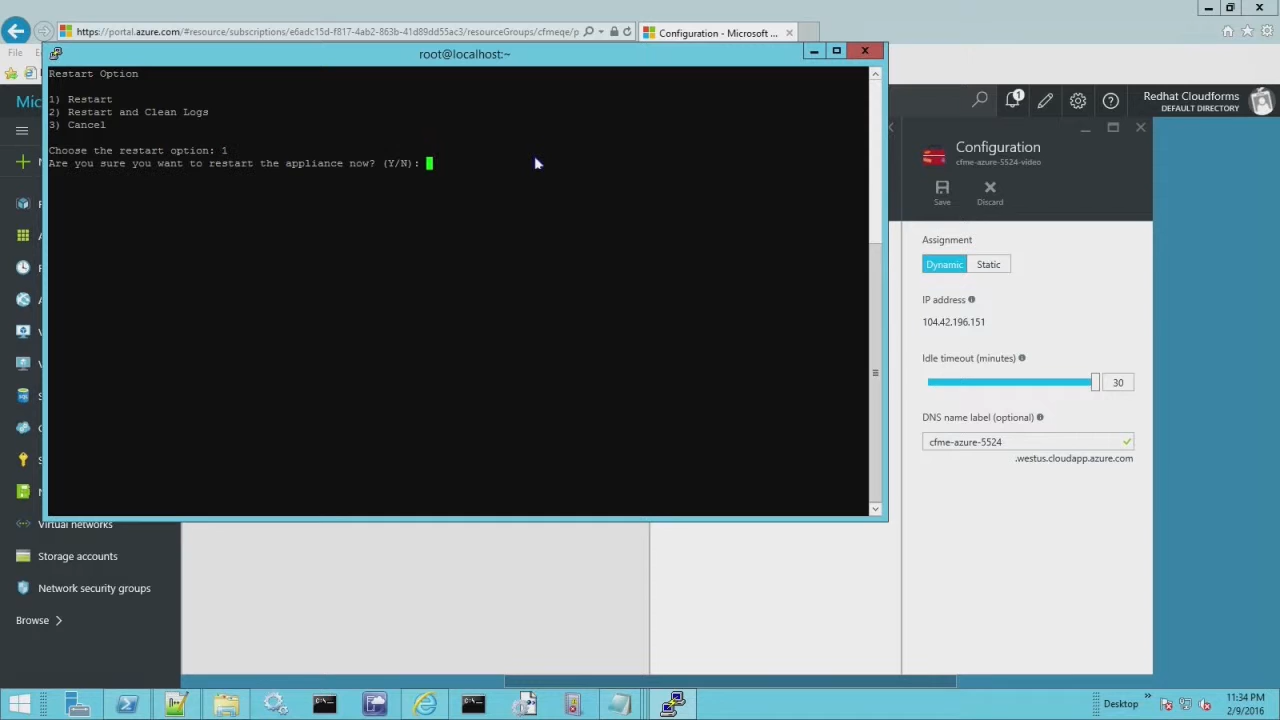 https://portal.azure.com/#resource/subscriptions/e6adc15d-f817-4ab2-863b-41d89dd55ac3/resourceGroups/cfmeqe/p
Configuration - Microsoft ...
File
root@localhost:~
Restart Option
1) Restart
2) Restart and Clean Logs
3) Cancel
Choose the restart option: 1
Are you sure you want to restart the appliance now? (Y/N):
1
Redhat Cloudforms
DEFAULT DIRECTORY
Configuration
cfme-azure-5524-video
Save
Discard
Assignment
Dynamic
Static
IP address
104.42.196.151
Idle timeout (minutes)
30
DNS name label (optional)
cfme-azure-5524
.westus.cloudapp.azure.com
Virtual networks
Storage accounts
Network security groups
Browse
Desktop
11:34 PM
2/9/2016